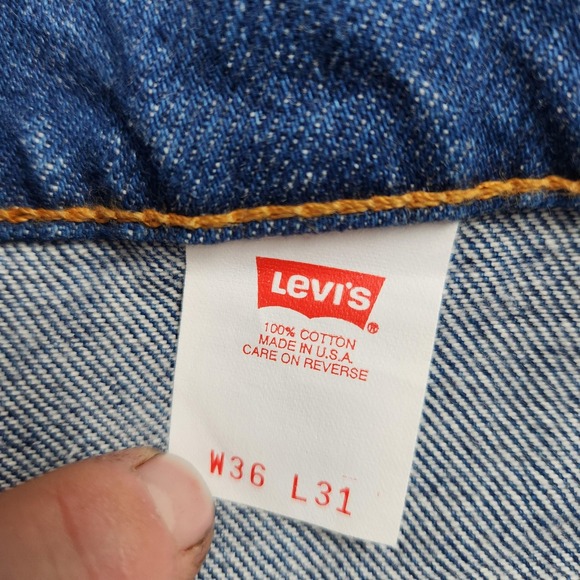 Levi's ®
100% COTTON
MADE IN U.S.A.
CARE ON REVERSE
W36 L31